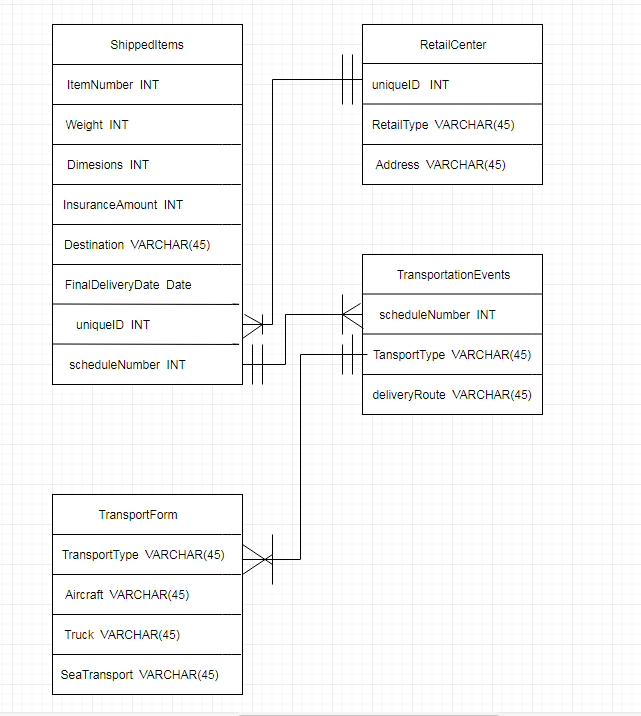 ShippedItems
ItemNumber INT
Weight INT
Dimesions INT
InsuranceAmount INT
Destination VARCHAR(45)
FinalDeliveryDate Date
uniqueID INT
scheduleNumber INT
RetailCenter
uniqueID INT
RetailType VARCHAR(45)
Address VARCHAR(45)
TransportationEvents
scheduleNumber INT
TansportType VARCHAR(45)
deliveryRoute VARCHAR(45)
TransportForm
TransportType VARCHAR(45)
Aircraft VARCHAR(45)
Truck VARCHAR(45)
SeaTransport VARCHAR(45)